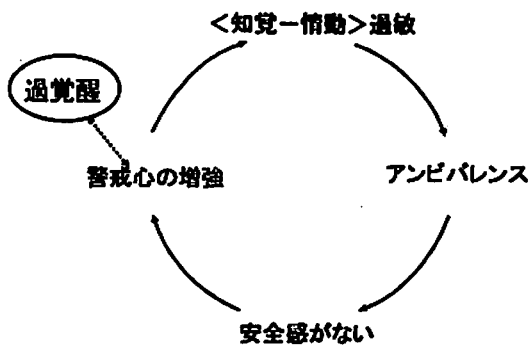 ＜知覚ー情動＞過敏
過覚醒
警戒心の増強
アンビバレンス
安全感がない